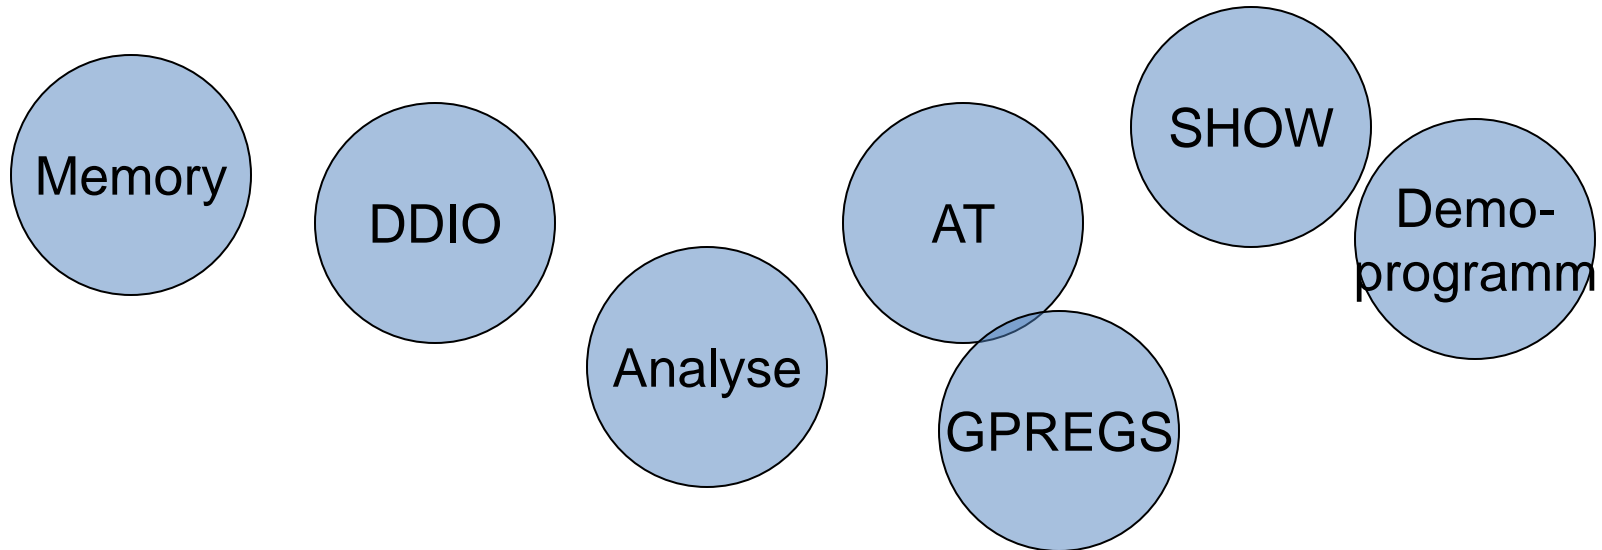 Memory
DDIO
Analyse
AT
GPREGS
SHOW
Demo-
programm